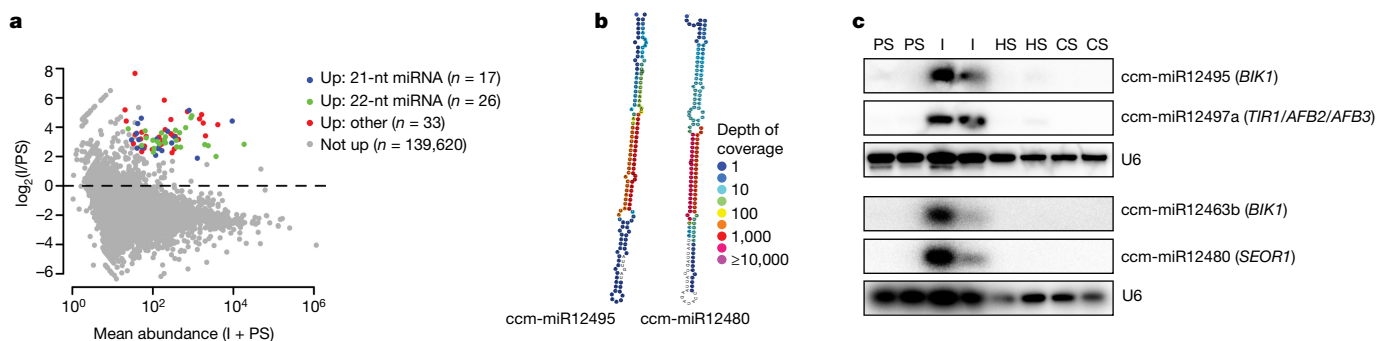 a
log2(I/PS)
8
6
4
2
0
−2
−4
−6
10^0
10^2
10^4
10^6
Mean abundance (I + PS)
Up: 21-nt miRNA (n = 17)
Up: 22-nt miRNA (n = 26)
Up: other (n = 33)
Not up (n = 139,620)
b
ccm-miR12495
ccm-miR12480
Depth of
coverage
1
10
100
1,000
≥10,000
c
PS PS I I HS HS CS CS
ccm-miR12495 (BIK1)
ccm-miR12497a (TIR1/AFB2/AFB3)
U6
ccm-miR12463b (BIK1)
ccm-miR12480 (SEOR1)
U6